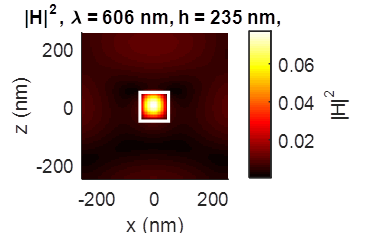 |H|², λ = 606 nm, h = 235 nm,
200
0
-200
z (nm)
-200 0 200
x (nm)
0.06
0.04
0.02
|H|²